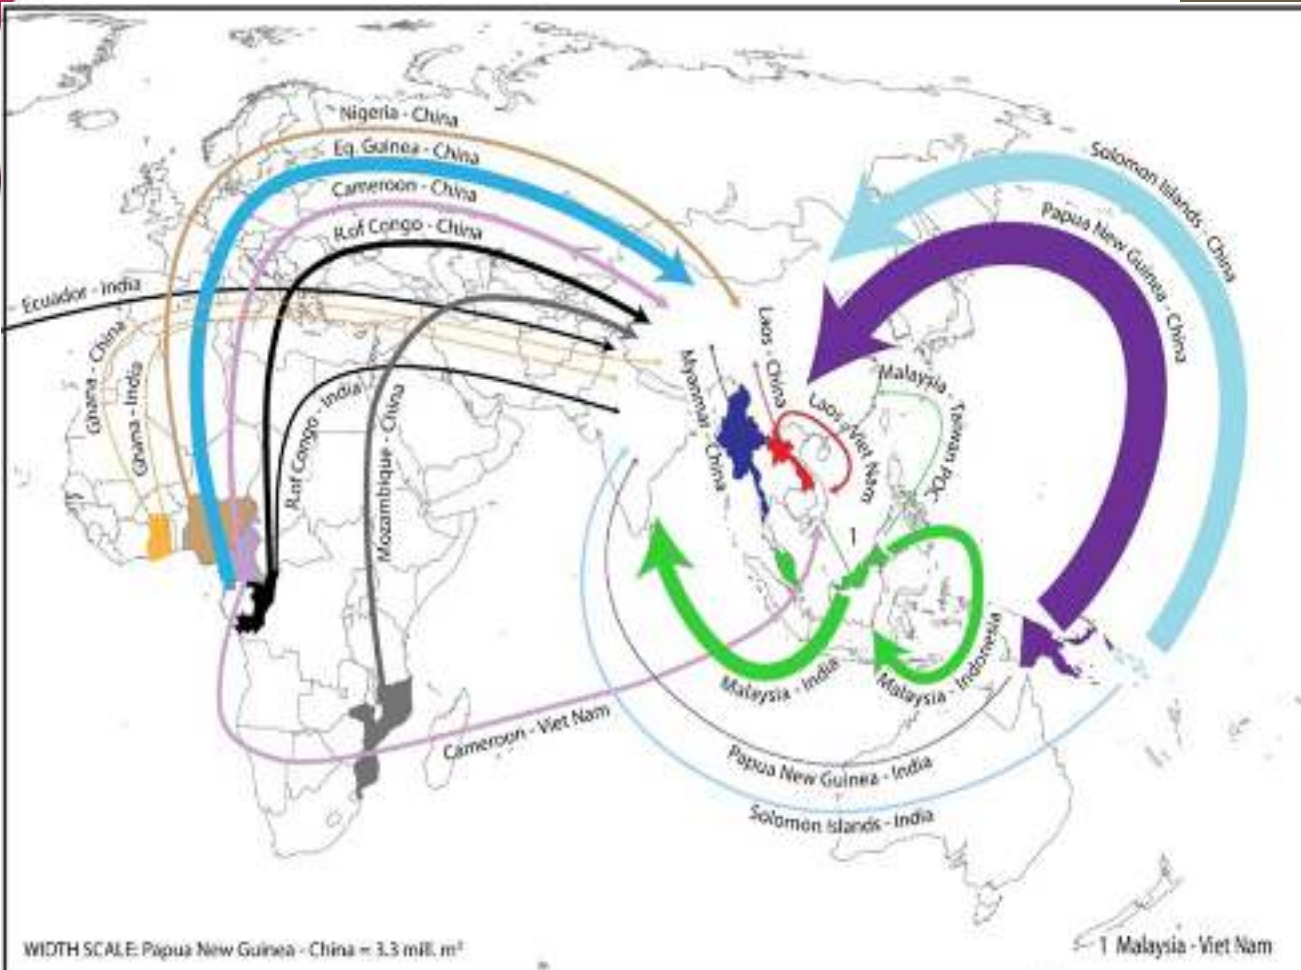 Nigeria - China
Eq. Guinea - China
Cameroon - China
R.of Congo - China
Ecuador - India
Ghana - China
Ghana - India
R.of Congo - India
Mozambique - China
Solomon Islands - China
Papua New Guinea - China
Laos - China
Myanmar - China
Laos - Viet Nam
Malaysia - Taiwan POC
1
Malaysia - India
Malaysia - Indonesia
Cameroon - Viet Nam
Papua New Guinea - India
Solomon Islands - India
WIDTH SCALE: Papua New Guinea - China = 3.3 mill. m³
1 Malaysia - Viet Nam